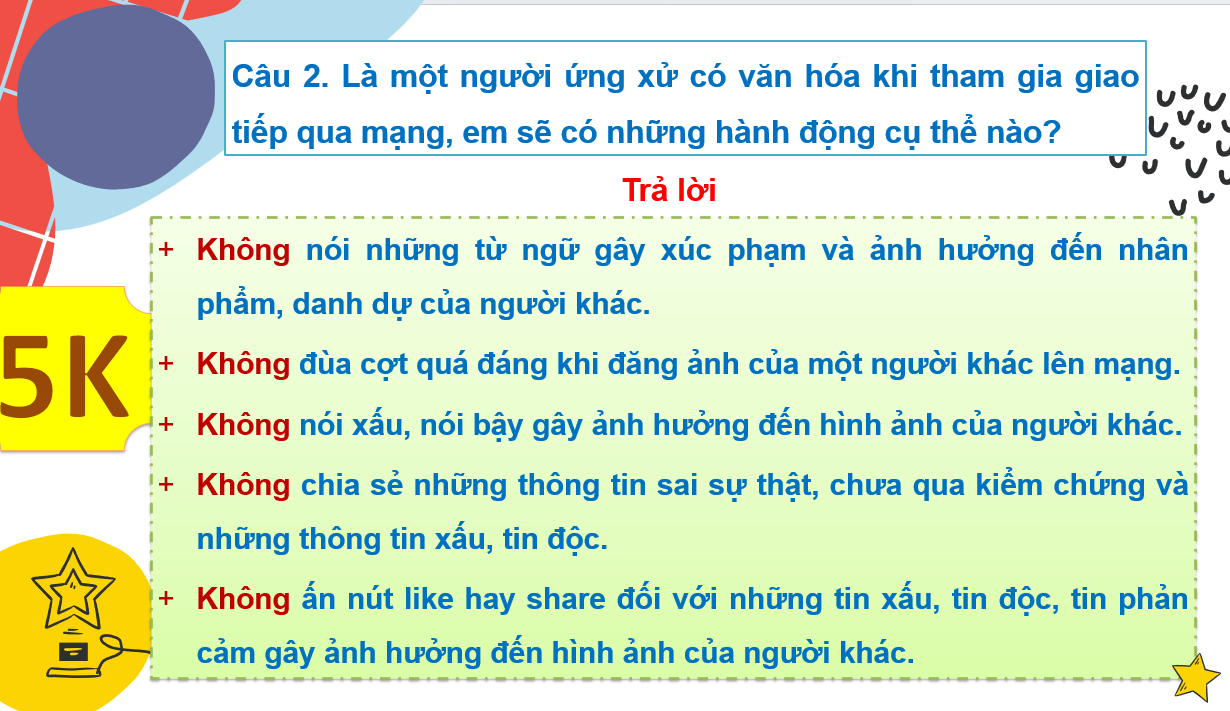 Câu 2. Là một người ứng xử có văn hóa khi tham gia giao
tiếp qua mạng, em sẽ có những hành động cụ thể nào?
Trả lời
+ Không nói những từ ngữ gây xúc phạm và ảnh hưởng đến nhân
phẩm, danh dự của người khác.
+ Không đùa cợt quá đáng khi đăng ảnh của một người khác lên mạng.
+ Không nói xấu, nói bậy gây ảnh hưởng đến hình ảnh của người khác.
+ Không chia sẻ những thông tin sai sự thật, chưa qua kiểm chứng và
những thông tin xấu, tin độc.
+ Không ấn nút like hay share đối với những tin xấu, tin độc, tin phản
cảm gây ảnh hưởng đến hình ảnh của người khác.
5K